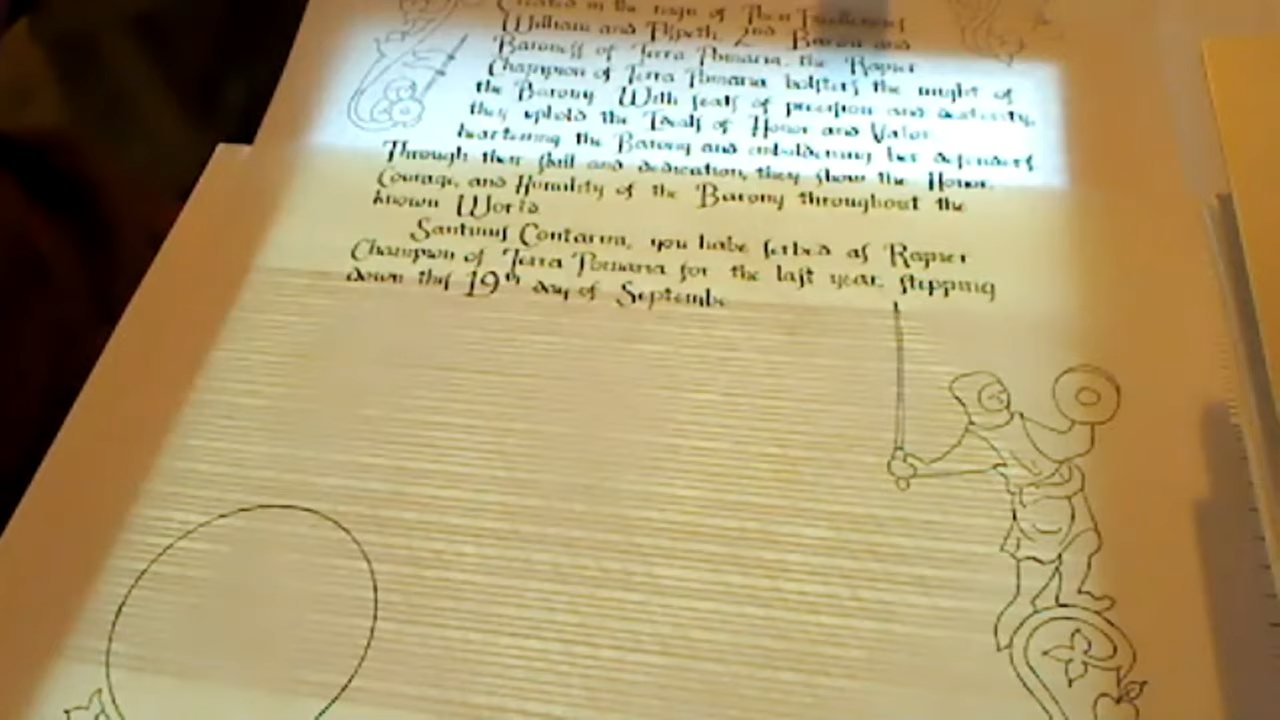 Created in the reign of Their Excellencies
William and Elspeth, 2nd Baron and
Baroness of Terra Pomaria, the Rapier
Champion of Terra Pomaria bolsters the might of
the Barony. With feats of precision and dexterity,
they uphold the Ideals of Honor and Valor
heartening the Barony and emboldening her defenders
Through their skill and dedication, they show the Honor,
Courage, and Humility of the Barony throughout the
known World
Santinus Contarini, you have served as Rapier
Champion of Terra Pomaria for the last year, stepping
down this 19th day of Septembe